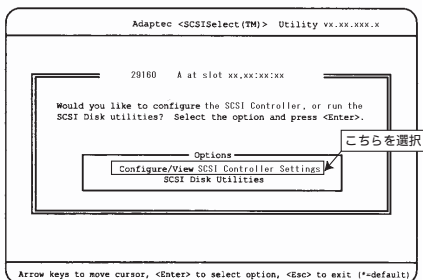 Adaptec <SCSISelect(TM)> Utility vx.xx.xxx.x
29160 A at slot xx,xx:xx:xx
Would you like to configure the SCSI Controller, or run the
SCSI Disk utilities? Select the option and press <Enter>.
こちらを選択
Options
Configure/View SCSI Controller Settings
SCSI Disk Utilities
Arrow keys to move cursor, <Enter> to select option, <Esc> to exit (*=default)